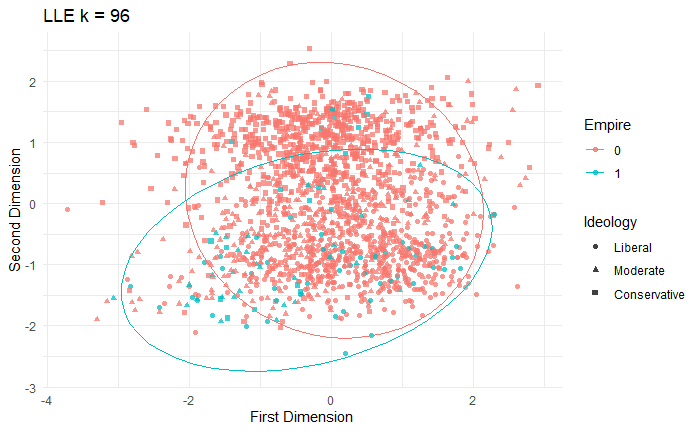 LLE k = 96
Second Dimension
2
1
0
-1
-2
-3
-4
-2
0
2
First Dimension
Empire
0
1
Ideology
Liberal
Moderate
Conservative